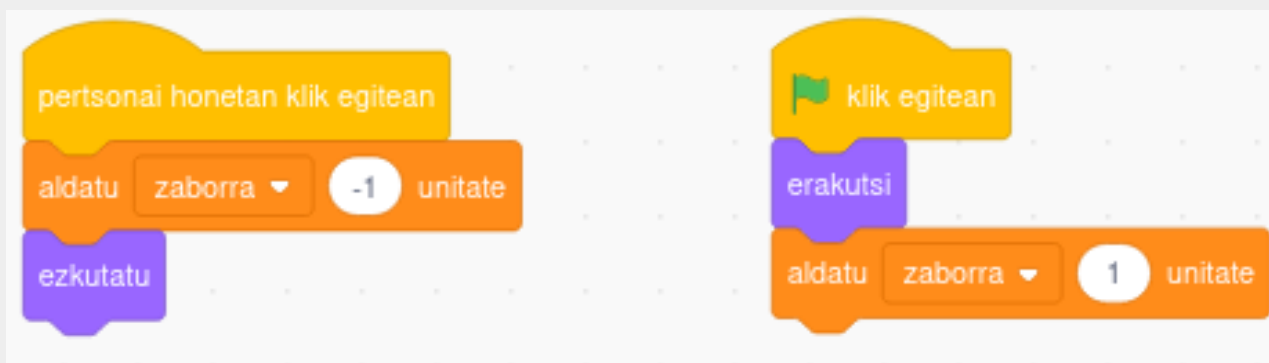 pertsonai honetan klik egitean
aldatu zaborra -1 unitate
ezkutatu
klik egitean
erakutsi
aldatu zaborra 1 unitate